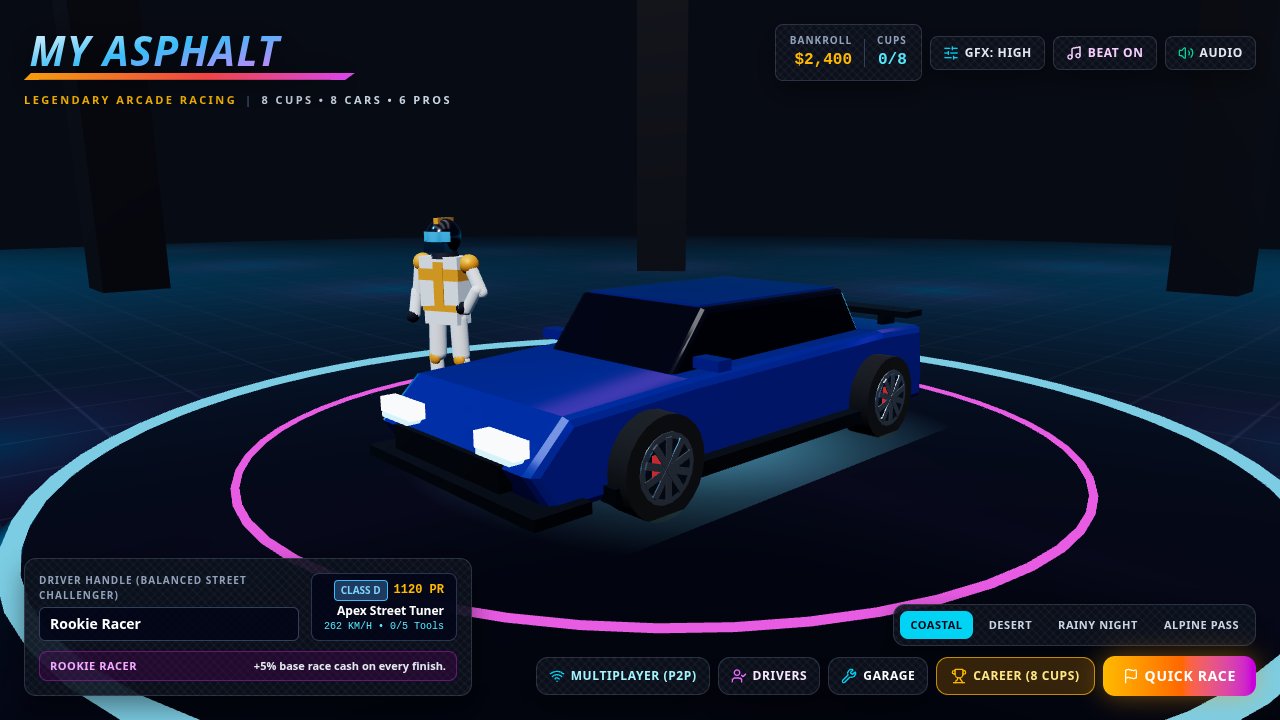 MY ASPHALT
LEGENDARY ARCADE RACING | 8 CUPS • 8 CARS • 6 PROS
BANKROLL
$2,400
CUPS
0/8
GFX: HIGH
BEAT ON
AUDIO
DRIVER HANDLE (BALANCED STREET
CHALLENGER)
Rookie Racer
CLASS D 1120 PR
Apex Street Tuner
262 KM/H • 0/5 Tools
ROOKIE RACER
+5% base race cash on every finish.
COASTAL
DESERT
RAINY NIGHT
ALPINE PASS
MULTIPLAYER (P2P)
DRIVERS
GARAGE
CAREER (8 CUPS)
QUICK RACE